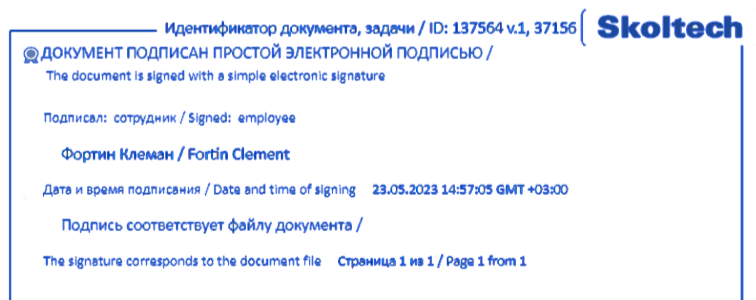 Идентификатор документа, задачи / ID: 137564 v.1, 37156
Skoltech
ДОКУМЕНТ ПОДПИСАН ПРОСТОЙ ЭЛЕКТРОННОЙ ПОДПИСЬЮ /
The document is signed with a simple electronic signature
Подписал: сотрудник / Signed: employee
Фортин Клеман / Fortin Clement
Дата и время подписания / Date and time of signing 23.05.2023 14:57:05 GMT +03:00
Подпись соответствует файлу документа /
The signature corresponds to the document file Страница 1 из 1 / Page 1 from 1